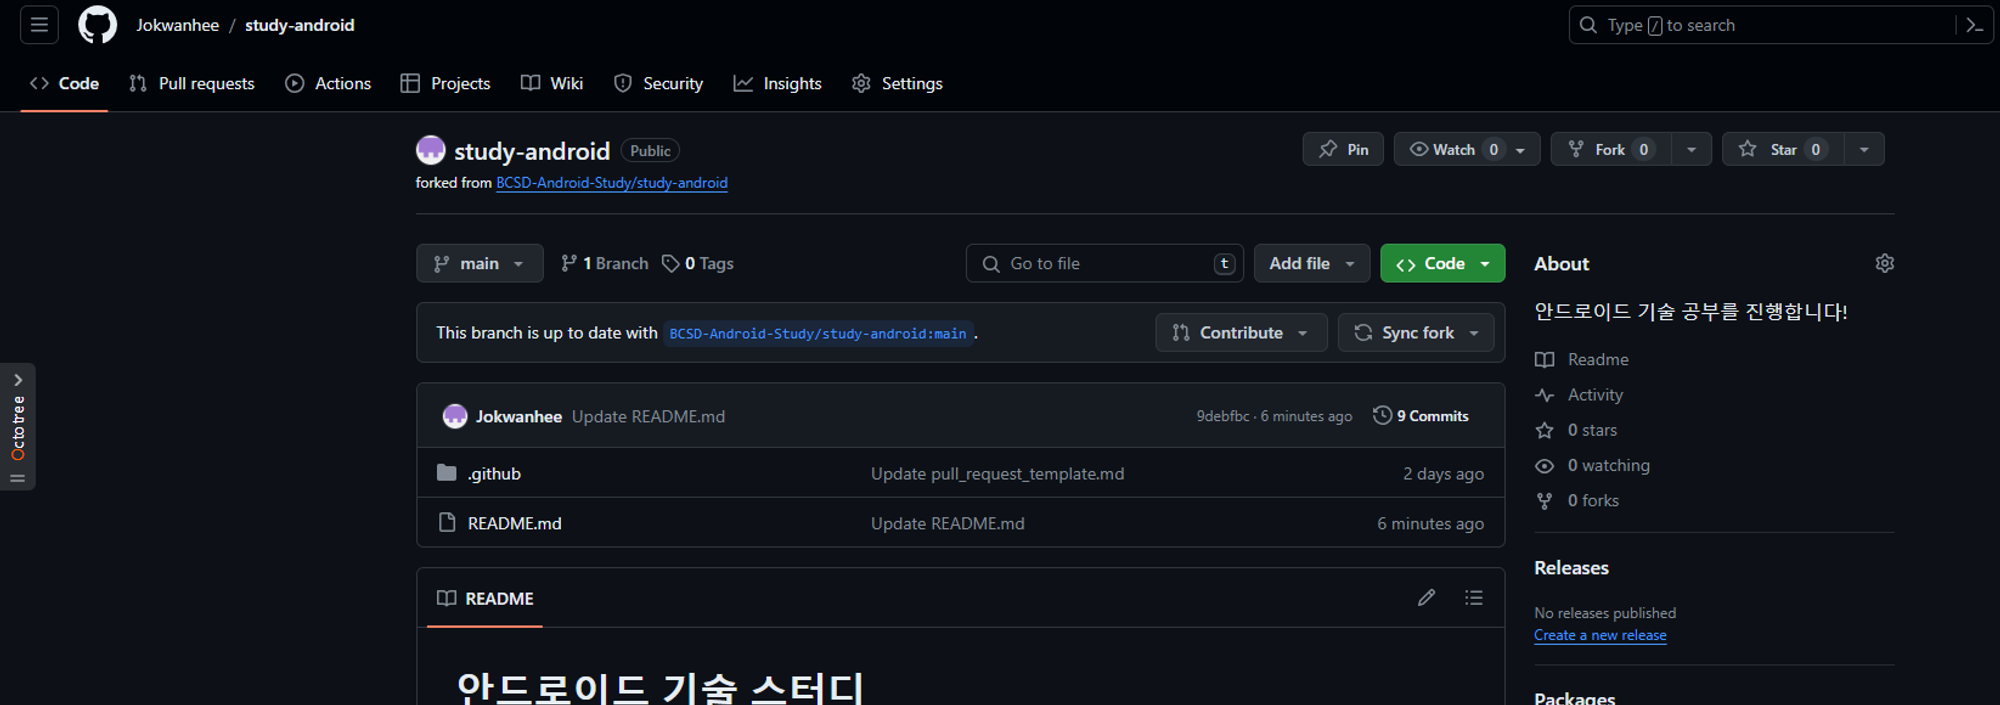 Jokwanhee / study-android
Type / to search
Code Pull requests Actions Projects Wiki Security Insights Settings
study-android Public
Pin Watch 0 Fork 0 Star 0
forked from BCSD-Android-Study/study-android
main 1 Branch 0 Tags Go to file t Add file Code
About
안드로이드 기술 공부를 진행합니다!
This branch is up to date with BCSD-Android-Study/study-android:main . Contribute Sync fork
Readme
Activity
0 stars
0 watching
0 forks
Octotree
Jokwanhee Update README.md 9debfbc · 6 minutes ago 9 Commits
.github Update pull_request_template.md 2 days ago
README.md Update README.md 6 minutes ago
Releases
No releases published
Create a new release
README
안드로이드 기술 스터디
Packages